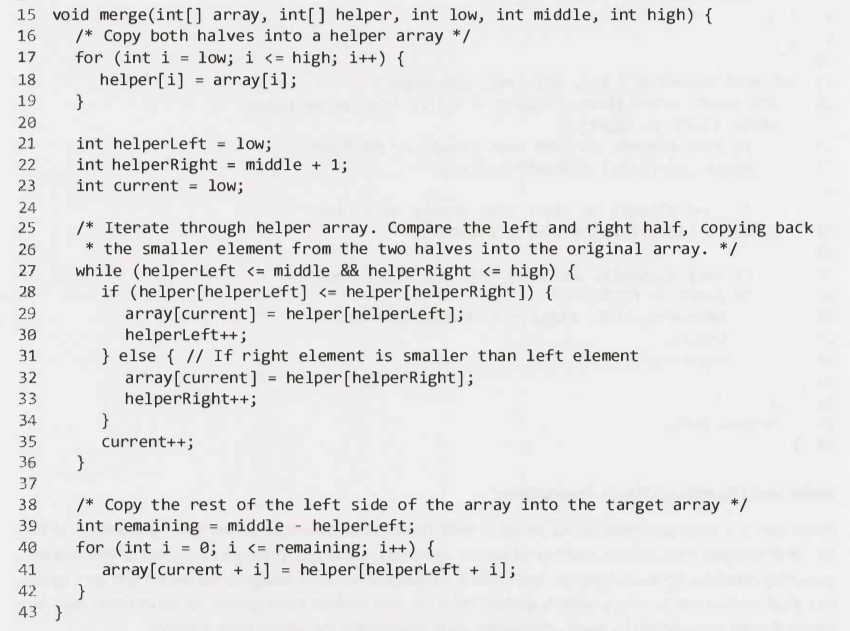 15 void merge(int[] array, int[] helper, int low, int middle, int high) {
16 /* Copy both halves into a helper array */
17 for (int i = low; i <= high; i++) {
18 helper[i] = array[i];
19 }
20
21 int helperLeft = low;
22 int helperRight = middle + 1;
23 int current = low;
24
25 /* Iterate through helper array. Compare the left and right half, copying back
26 * the smaller element from the two halves into the original array. */
27 while (helperLeft <= middle && helperRight <= high) {
28 if (helper[helperLeft] <= helper[helperRight]) {
29 array[current] = helper[helperLeft];
30 helperLeft++;
31 } else { // If right element is smaller than left element
32 array[current] = helper[helperRight];
33 helperRight++;
34 }
35 current++;
36 }
37
38 /* Copy the rest of the left side of the array into the target array */
39 int remaining = middle - helperLeft;
40 for (int i = 0; i <= remaining; i++) {
41 array[current + i] = helper[helperLeft + i];
42 }
43 }